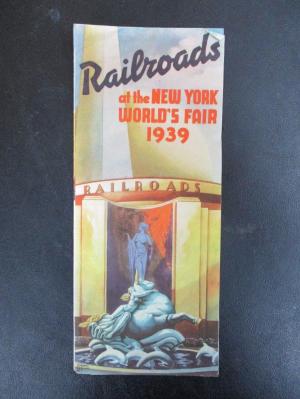 Railroads
at the NEW YORK
WORLD'S FAIR
1939
RAILROADS